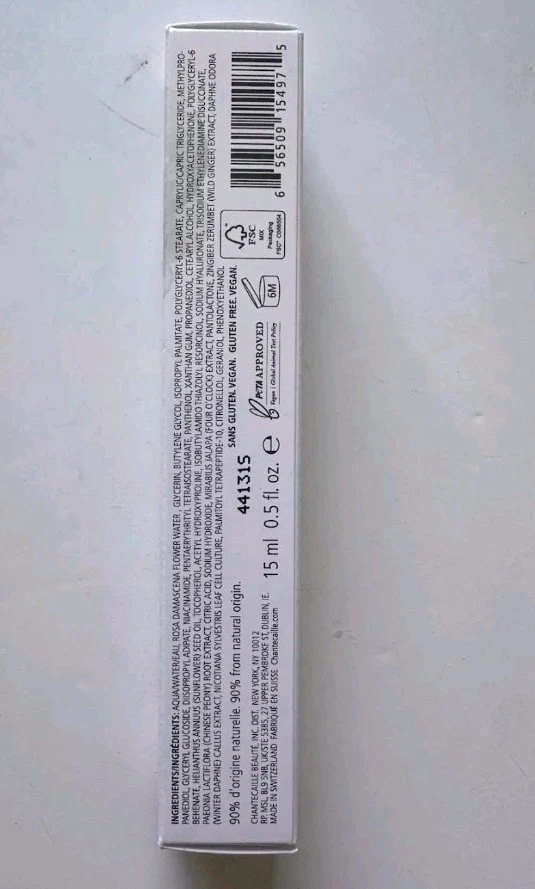 INGREDIENTS/INGRÉDIENTS: AQUA/WATER/EAU, ROSA DAMASCENA FLOWER WATER, GLYCERIN, BUTYLENE GLYCOL, ISOPROPYL PALMITATE, POLYGLYCERYL-6 STEARATE, CAPRYLIC/CAPRIC TRIGLYCERIDE, METHYLPRO-
PANEDIOL, GLYCERYL GLUCOSIDE, DIISOPROPYL ADIPATE, NIACINAMIDE, PENTAERYTHRITYL TETRAISOSTEARATE, PANTHENOL, XANTHAN GUM, PROPANEDIOL, CETEARYL ALCOHOL, HYDROXYACETOPHENONE, POLYGLYCERYL-6
BEHENATE, HELIANTHUS ANNUUS (SUNFLOWER) SEED OIL, TOCOPHEROL, ACETYL HYDROXYPROLINE, ISOBUTYLAMIDO THIAZOLYL RESORCINOL, SODIUM HYALURONATE, TRISODIUM ETHYLENEDIAMINE DISUCCINATE,
PAEONIA LACTIFLORA (CHINESE PEONY) ROOT EXTRACT, CITRIC ACID, SODIUM HYDROXIDE, MIRABILIS JALAPA (FOUR O'CLOCK) EXTRACT, PANTOLACTONE, ZINGIBER ZERUMBET (WILD GINGER) EXTRACT, DAPHNE ODORA
(WINTER DAPHNE) CALLUS EXTRACT, NICOTIANA SYLVESTRIS LEAF CELL CULTURE, PALMITOYL TETRAPEPTIDE-10, CITRONELLOL, GERANIOL, PHENOXYETHANOL
90% d'origine naturelle. 90% from natural origin.
SANS GLUTEN. VEGAN. GLUTEN FREE. VEGAN.
441315
CHANTECAILLE BEAUTÉ, INC. DIST. NEW YORK, NY 10012
RP: MSL, BL9 5NB, UK/STE 5385, 27 UPPER PEMBROKE ST, DUBLIN, IE.
MADE IN SWITZERLAND FABRIQUÉ EN SUISSE Chantecaille.com
15 ml 0.5 fl. oz. e
PeTA APPROVED
Vegan | Global Animal Test Policy
6M
FSC
MIX
Packaging
6 56509 15497 5